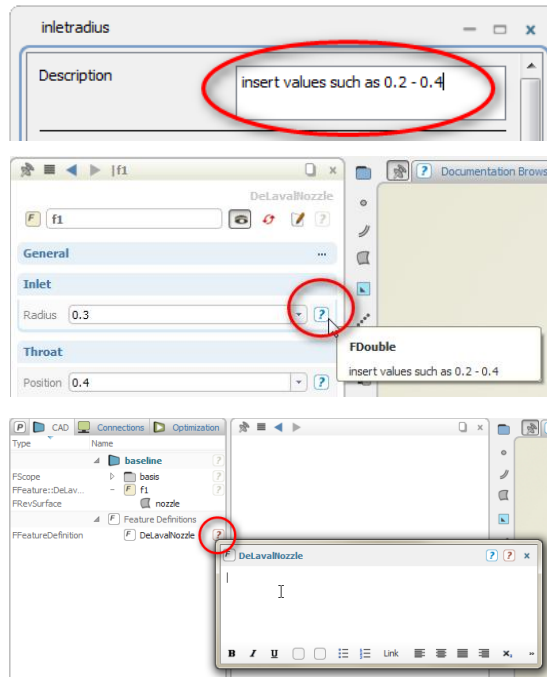 inletradius
Description
insert values such as 0.2 - 0.4
|f1
Documentation Brows
DeLavalNozzle
F f1
General ...
Inlet
Radius 0.3 ?
FDouble
insert values such as 0.2 - 0.4
Throat
Position 0.4 ?
P CAD Connections Optimization
Type Name
baseline ?
FScope basis ?
FFeature::DeLav... F f1 ?
FRevSurface nozzle
F Feature Definitions
FFeatureDefinition F DeLavalNozzle ?
F DeLavalNozzle ? ? x
B I U Link x, »